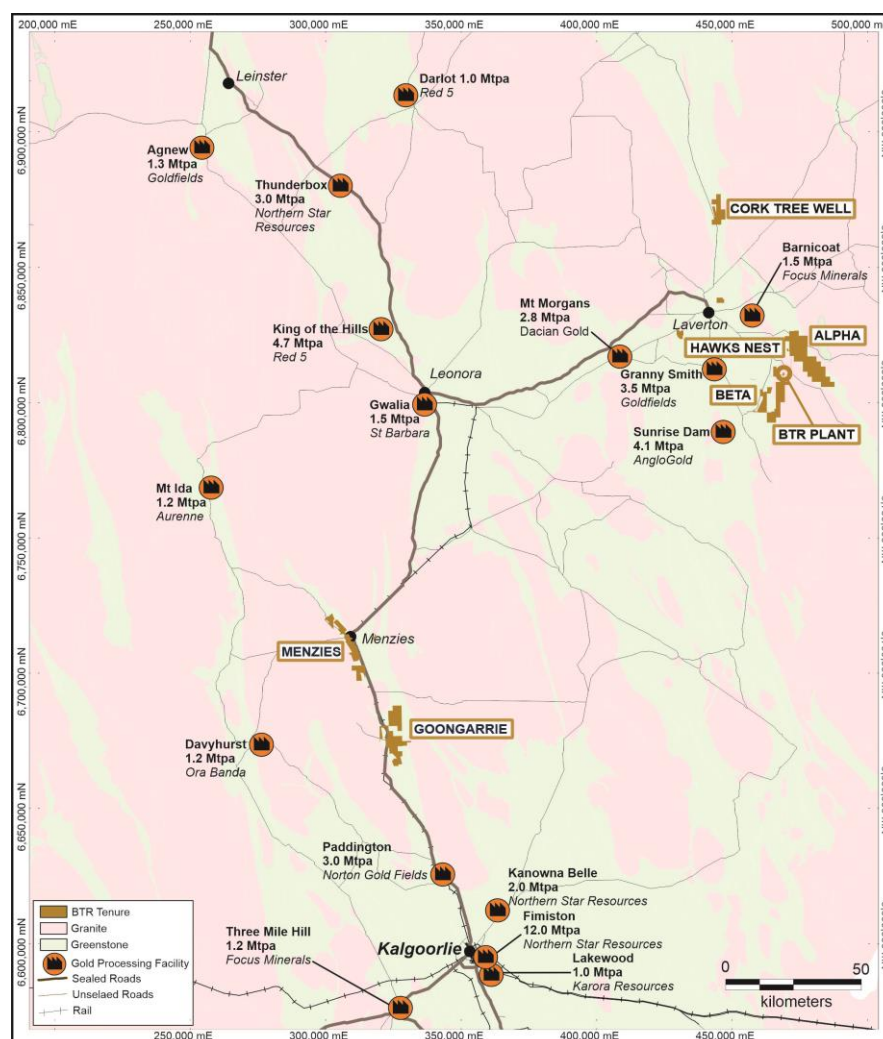 200,000 mE
250,000 mE
300,000 mE
350,000 mE
400,000 mE
450,000 mE
500,000 mE
6,900,000 mN
6,850,000 mN
6,800,000 mN
6,750,000 mN
6,700,000 mN
6,650,000 mN
6,600,000 mN
Leinster
Darlot 1.0 Mtpa
Red 5
Agnew
1.3 Mtpa
Goldfields
Thunderbox
3.0 Mtpa
Northern Star
Resources
CORK TREE WELL
Barnicoat
1.5 Mtpa
Focus Minerals
Mt Morgans
2.8 Mtpa
Dacian Gold
Laverton
King of the Hills
4.7 Mtpa
Red 5
HAWKS NEST
ALPHA
Leonora
Granny Smith
3.5 Mtpa
Goldfields
BETA
Gwalia
1.5 Mtpa
St Barbara
Sunrise Dam
4.1 Mtpa
AngloGold
BTR PLANT
Mt Ida
1.2 Mtpa
Aurenne
Menzies
MENZIES
GOONGARRIE
Davyhurst
1.2 Mtpa
Ora Banda
Paddington
3.0 Mtpa
Norton Gold Fields
Kanowna Belle
2.0 Mtpa
Northern Star Resources
Fimiston
12.0 Mtpa
Northern Star Resources
Three Mile Hill
1.2 Mtpa
Focus Minerals
Kalgoorlie
Lakewood
1.0 Mtpa
Karora Resources
BTR Tenure
Granite
Greenstone
Gold Processing Facility
Sealed Roads
Unselaed Roads
Rail
0
50
kilometers
250,000 mE
300,000 mE
350,000 mE
400,000 mE
450,000 mE